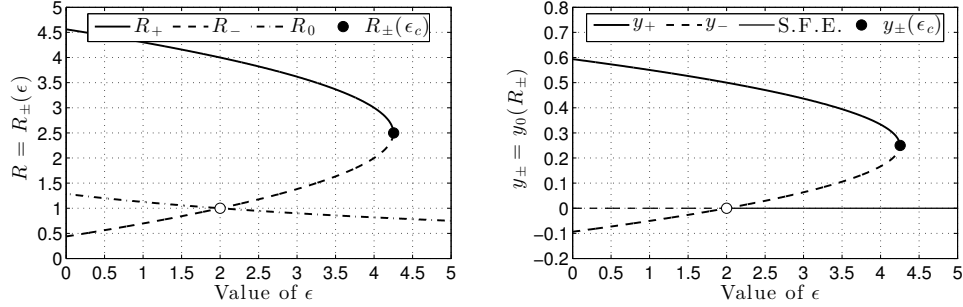 R₊ R₋ R₀ R±(ϵc)
5
4.5
4
3.5
3
2.5
2
1.5
1
0.5
0
R = R±(ϵ)
0 0.5 1 1.5 2 2.5 3 3.5 4 4.5 5
Value of ϵ
y₊ y₋ S.F.E. y±(ϵc)
0.8
0.7
0.6
0.5
0.4
0.3
0.2
0.1
0
−0.1
−0.2
y± = y₀(R±)
0 0.5 1 1.5 2 2.5 3 3.5 4 4.5 5
Value of ϵ